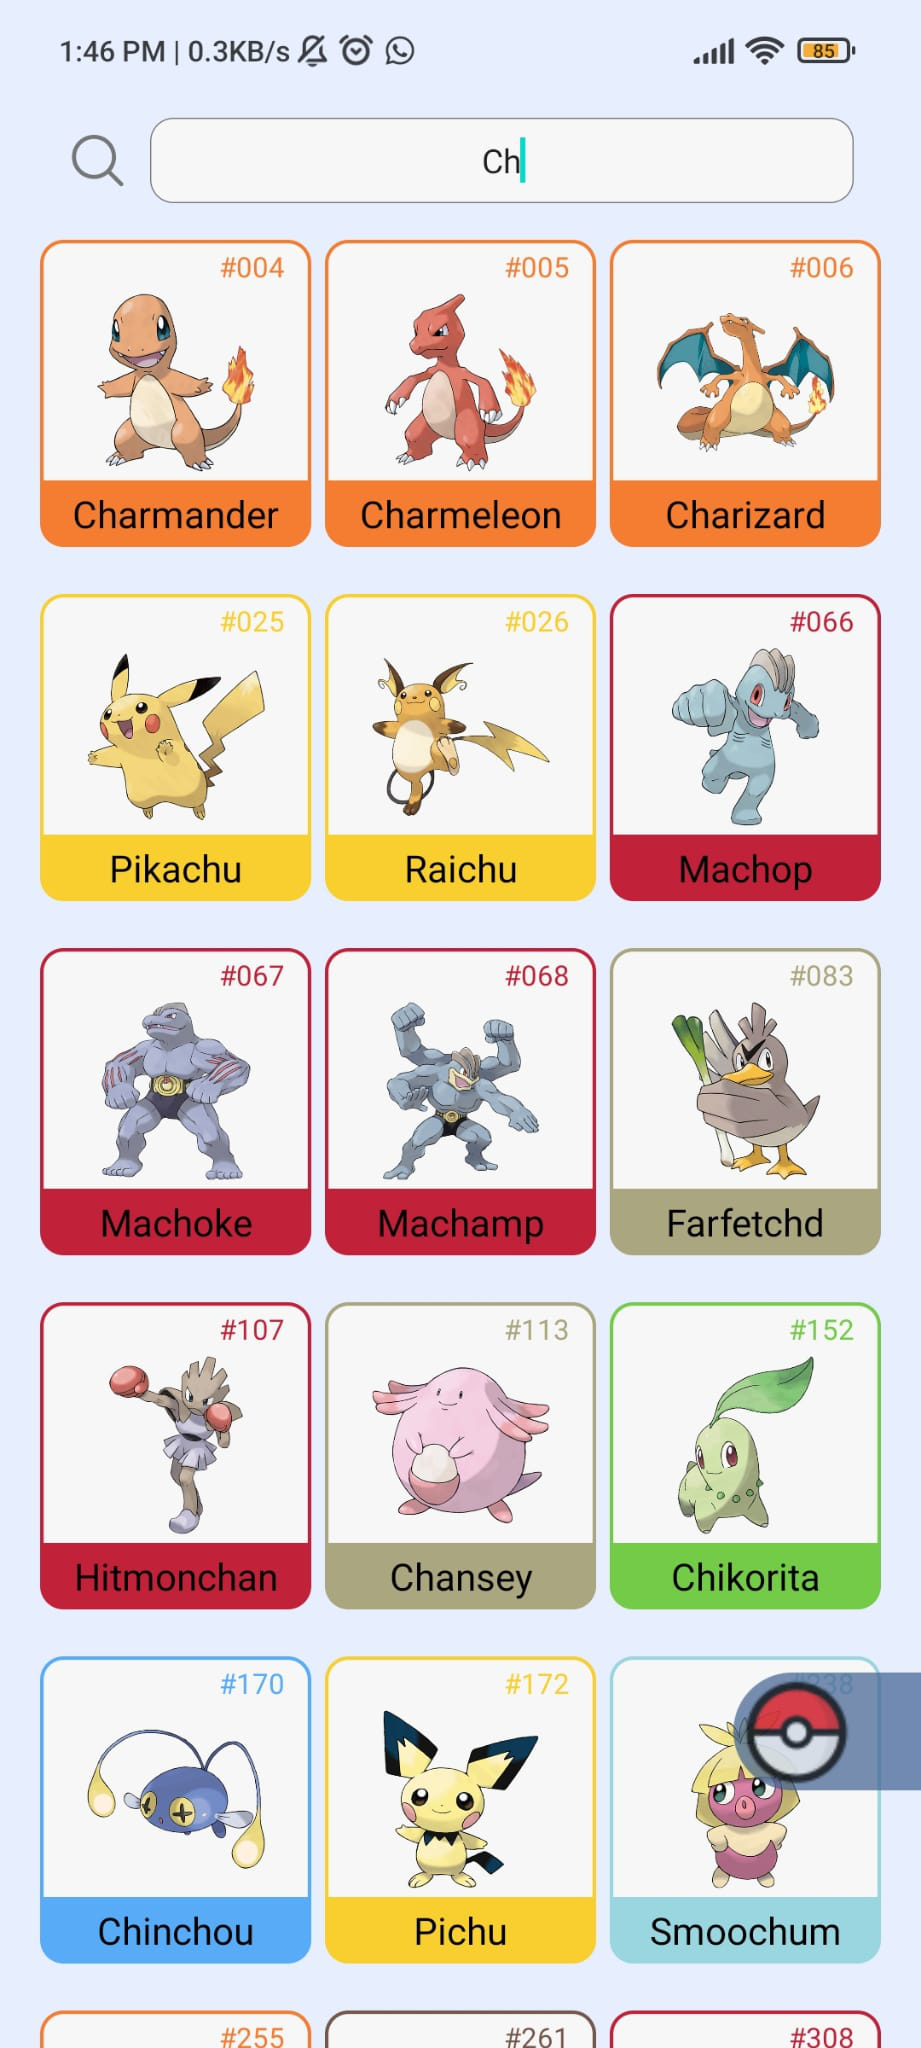 1:46 PM | 0.3KB/s 85
Ch
#004 #005 #006
Charmander Charmeleon Charizard
#025 #026 #066
Pikachu Raichu Machop
#067 #068 #083
Machoke Machamp Farfetchd
#107 #113 #152
Hitmonchan Chansey Chikorita
#170 #172 #238
Chinchou Pichu Smoochum
#255 #261 #308